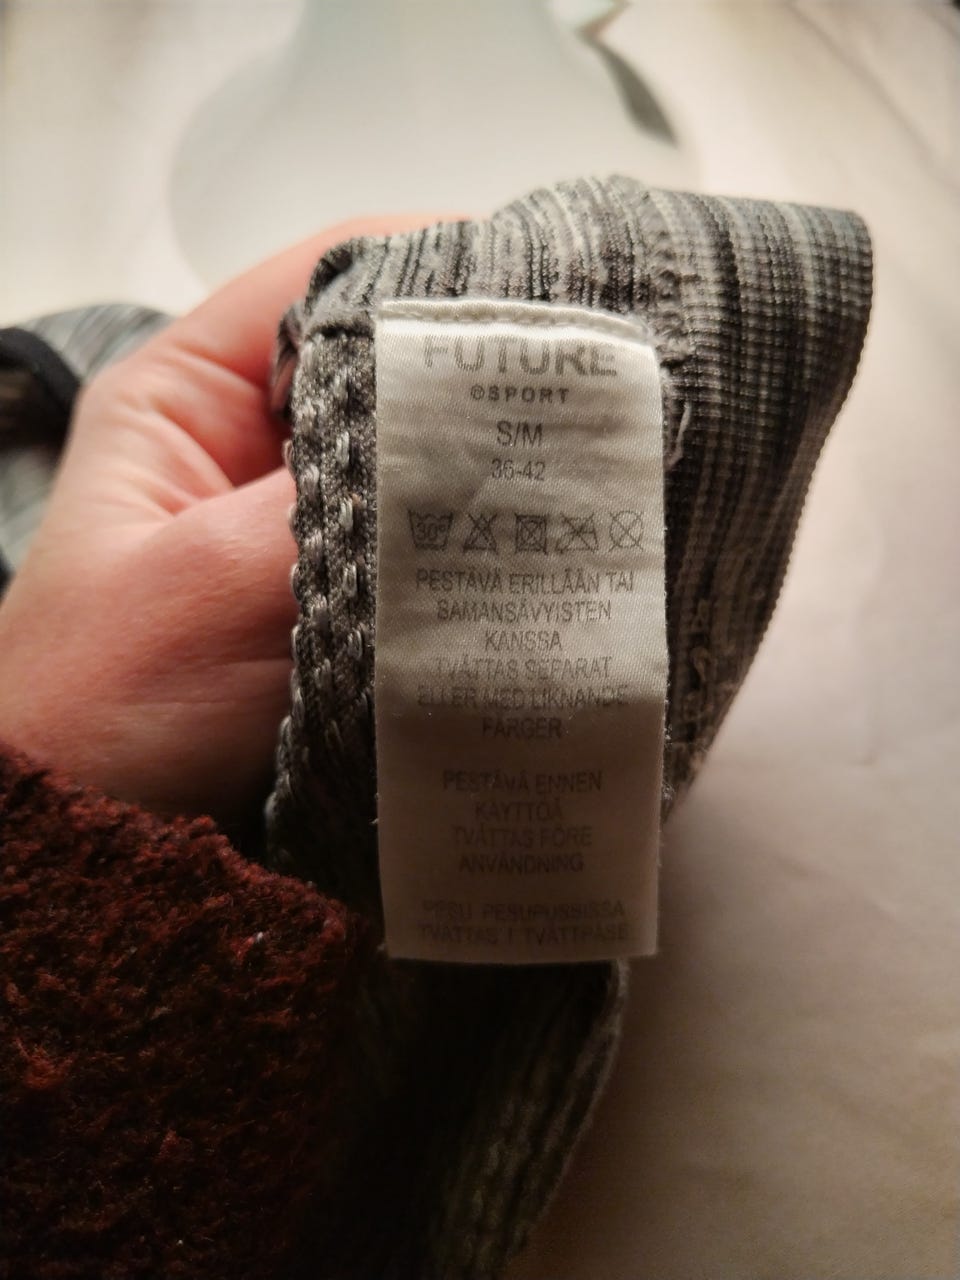 FUTURE
©SPORT
S/M
36-42
30°
PESTÄVÄ ERILLÄÄN TAI
SAMANSÄVYISTEN
KANSSA
TVÄTTAS SEPARAT
ELLER MED LIKNANDE
FÄRGER
PESTÄVÄ ENNEN
KÄYTTÖÄ
TVÄTTAS FÖRE
ANVÄNDNING
PESU PESUPUSSISSA
TVÄTTAS I TVÄTTPÅSE